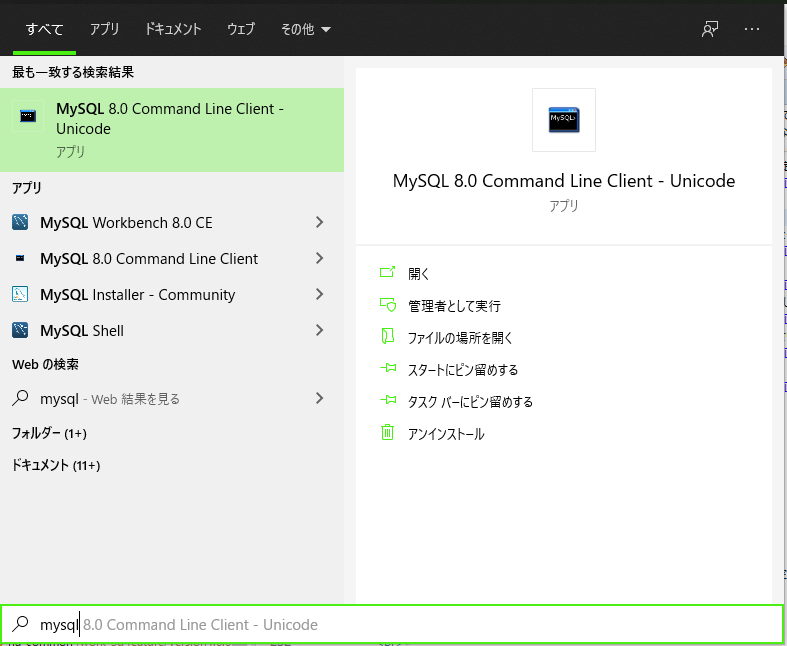 すべて アプリ ドキュメント ウェブ その他
最も一致する検索結果
MySQL 8.0 Command Line Client -
Unicode
アプリ
アプリ
MySQL Workbench 8.0 CE
MySQL 8.0 Command Line Client
MySQL Installer - Community
MySQL Shell
Web の検索
mysql - Web 結果を見る
フォルダー (1+)
ドキュメント (11+)
MySQL 8.0 Command Line Client - Unicode
アプリ
開く
管理者として実行
ファイルの場所を開く
スタートにピン留めする
タスク バーにピン留めする
アンインストール
mysql 8.0 Command Line Client - Unicode